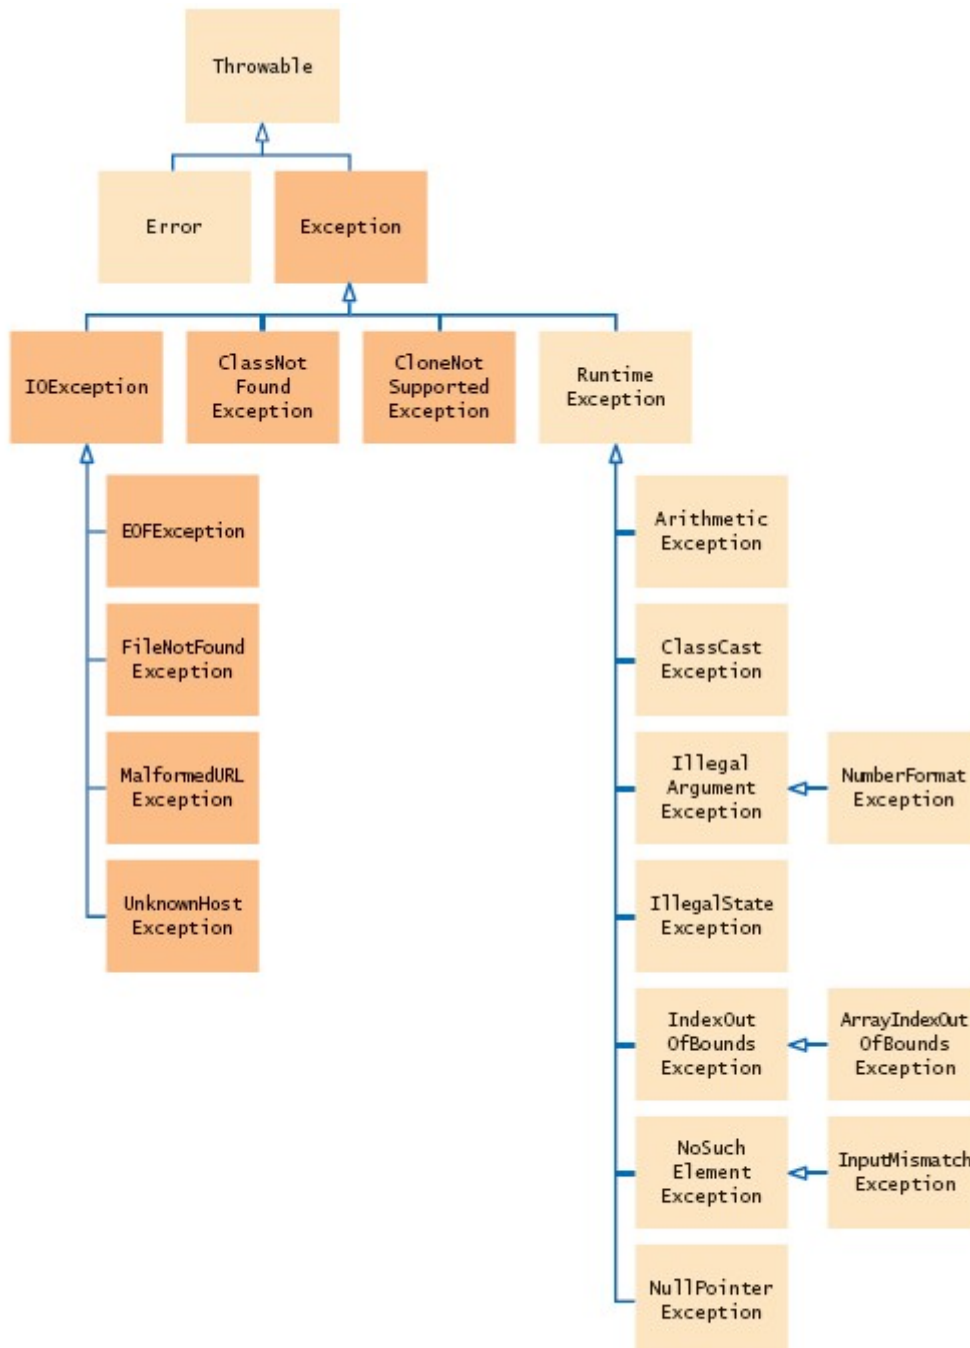 Throwable
Error
Exception
IOException
ClassNot
Found
Exception
CloneNot
Supported
Exception
Runtime
Exception
EOFException
FileNotFound
Exception
MalformedURL
Exception
UnknownHost
Exception
Arithmetic
Exception
ClassCast
Exception
Illegal
Argument
Exception
NumberFormat
Exception
IllegalState
Exception
IndexOut
OfBounds
Exception
ArrayIndexOut
OfBounds
Exception
NoSuch
Element
Exception
InputMismatch
Exception
NullPointer
Exception